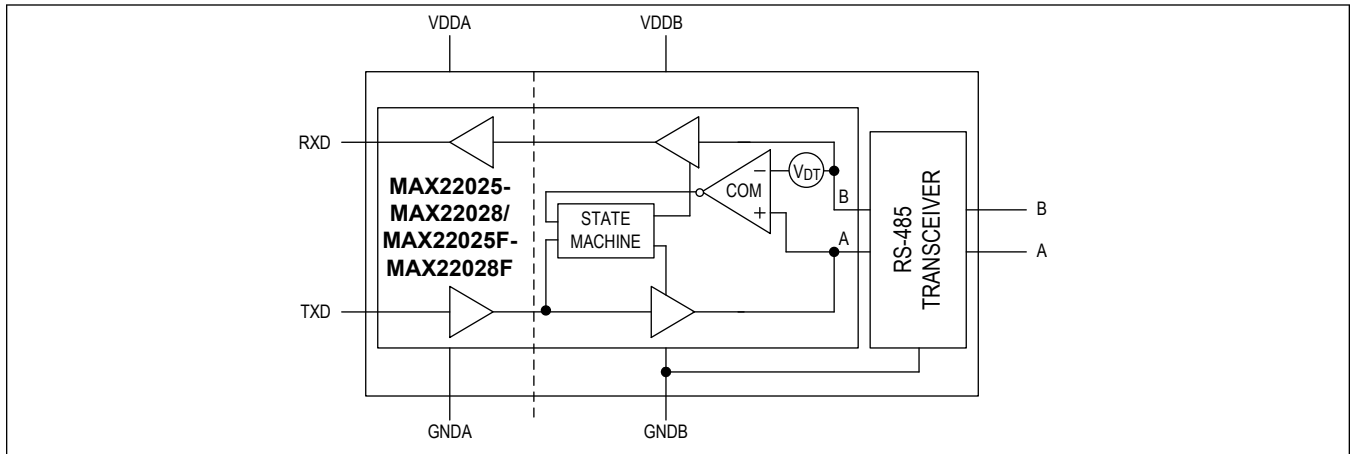 VDDA
VDDB
RXD
MAX22025-
MAX22028/
MAX22025F-
MAX22028F
STATE
MACHINE
COM
−
+
VDT
B
A
RS-485
TRANSCEIVER
B
A
TXD
GNDA
GNDB